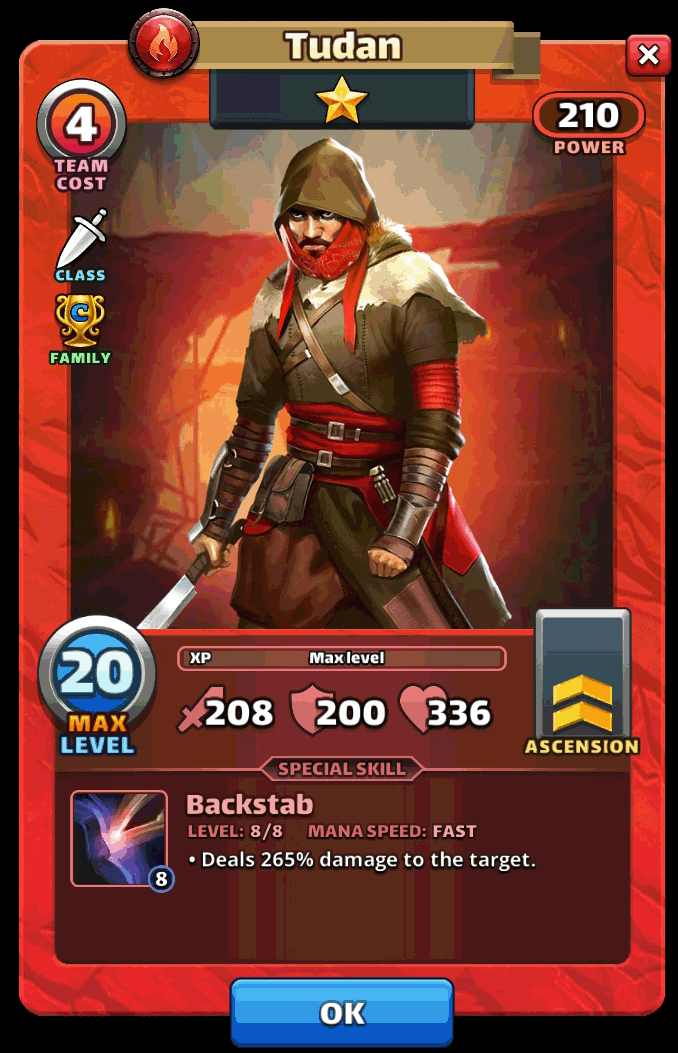 Tudan
4
TEAM
COST
210
POWER
CLASS
C
FAMILY
20
MAX
LEVEL
XP Max level
208 200 336
ASCENSION
SPECIAL SKILL
Backstab
LEVEL: 8/8 MANA SPEED: FAST
• Deals 265% damage to the target.
8
OK